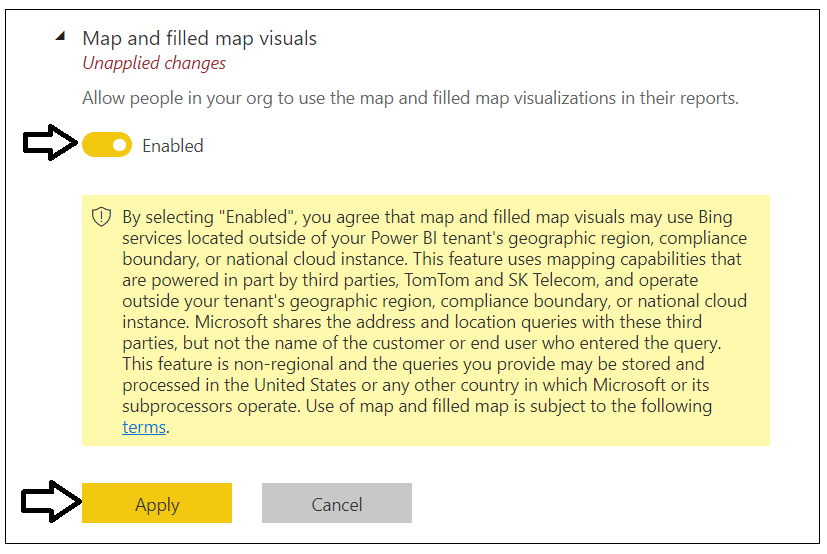 Map and filled map visuals
Unapplied changes
Allow people in your org to use the map and filled map visualizations in their reports.
Enabled
By selecting "Enabled", you agree that map and filled map visuals may use Bing
services located outside of your Power BI tenant's geographic region, compliance
boundary, or national cloud instance. This feature uses mapping capabilities that
are powered in part by third parties, TomTom and SK Telecom, and operate
outside your tenant's geographic region, compliance boundary, or national cloud
instance. Microsoft shares the address and location queries with these third
parties, but not the name of the customer or end user who entered the query.
This feature is non-regional and the queries you provide may be stored and
processed in the United States or any other country in which Microsoft or its
subprocessors operate. Use of map and filled map is subject to the following
terms.
Apply
Cancel